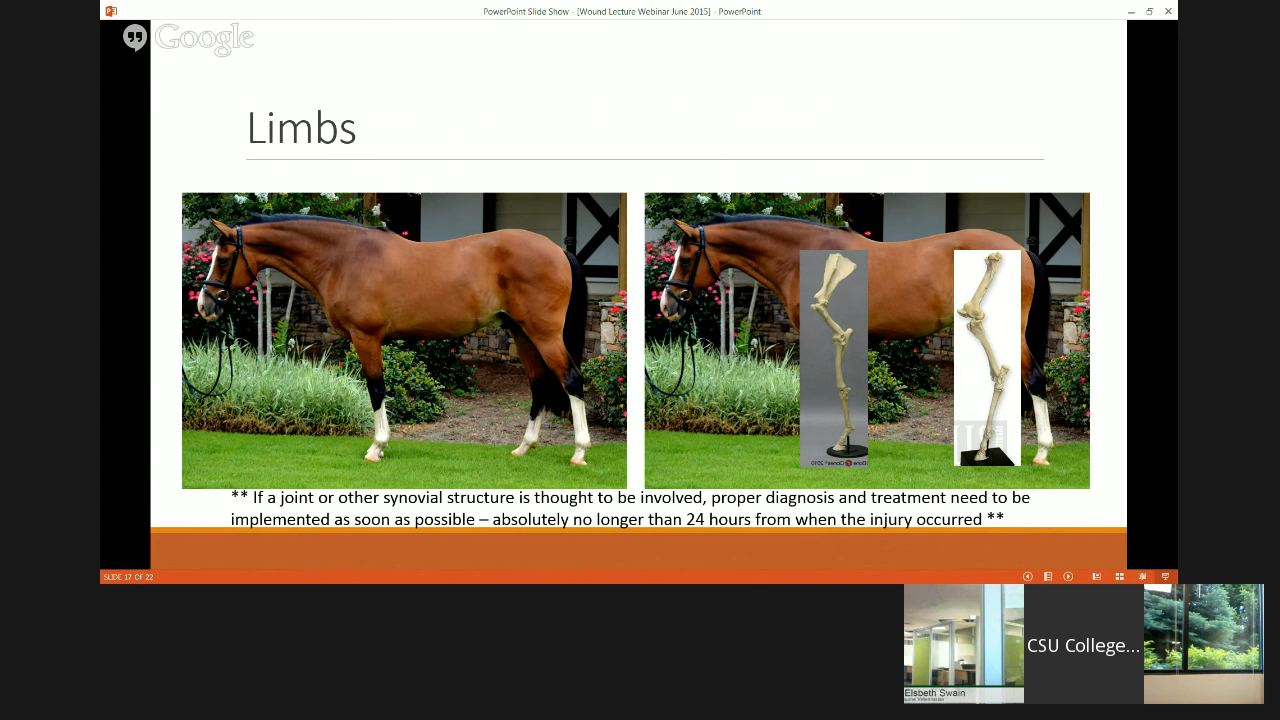 PowerPoint Slide Show - [Wound Lecture Webinar June 2015] - PowerPoint
Google
Limbs
** If a joint or other synovial structure is thought to be involved, proper diagnosis and treatment need to be
implemented as soon as possible – absolutely no longer than 24 hours from when the injury occurred **
SLIDE 17 OF 22
Elsbeth Swain
CSU College...